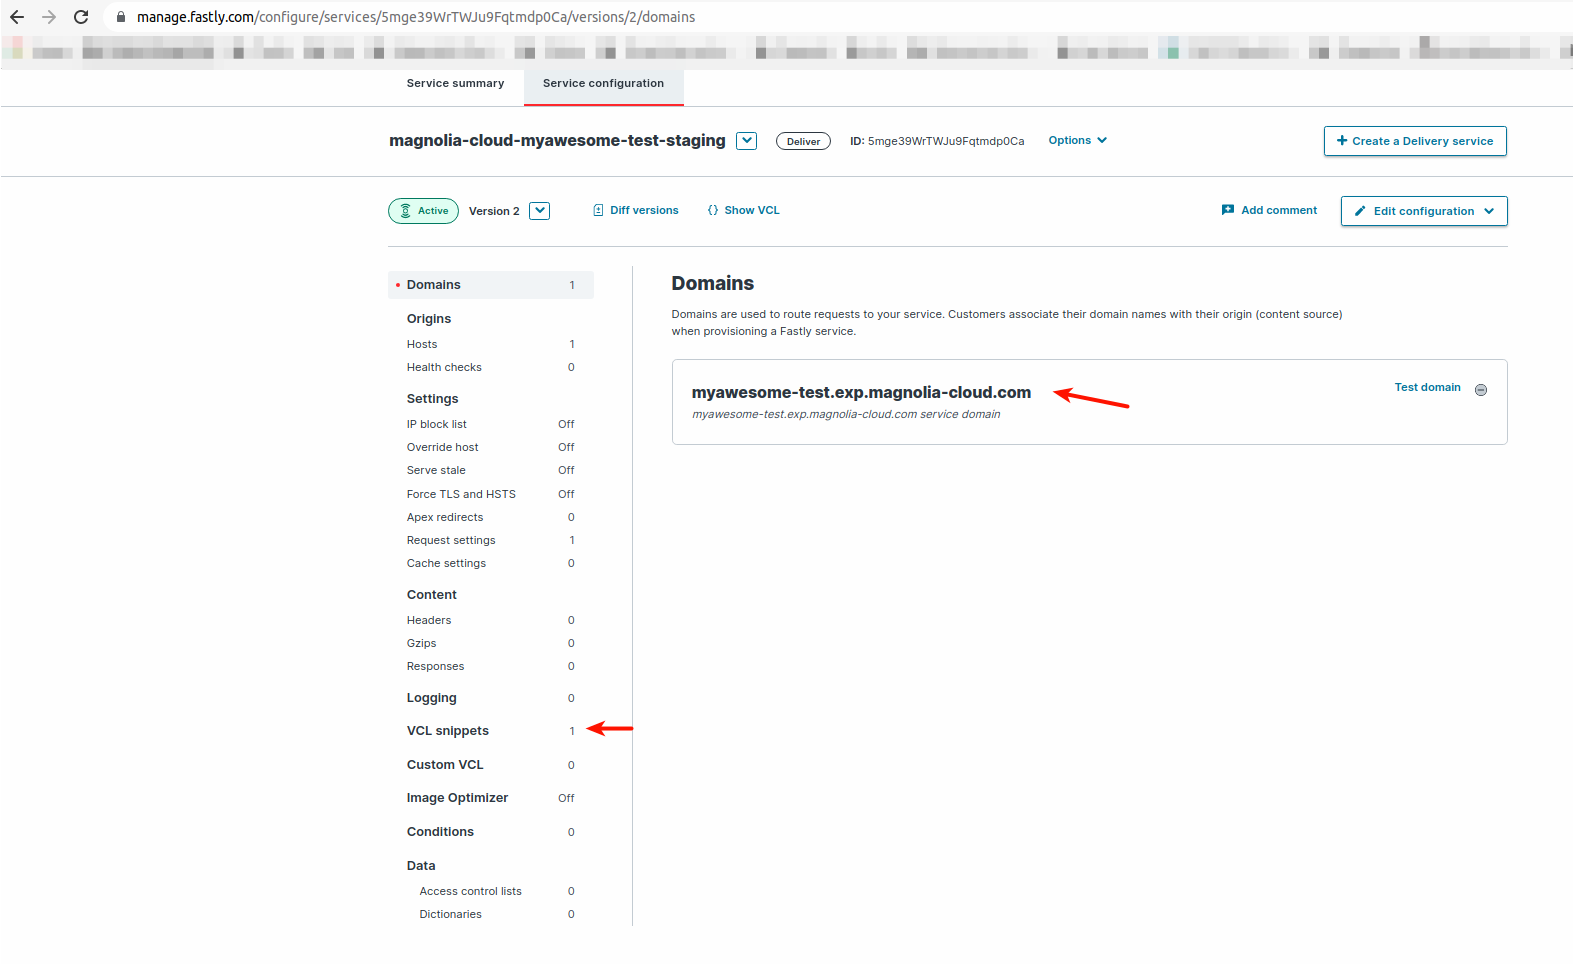 manage.fastly.com/configure/services/5mge39WrTWJu9Fqtmdp0Ca/versions/2/domains
Service summary
Service configuration
magnolia-cloud-myawesome-test-staging
Deliver
ID: 5mge39WrTWJu9Fqtmdp0Ca
Options
+ Create a Delivery service
Active
Version 2
Diff versions
{} Show VCL
Add comment
Edit configuration
Domains 1
Origins
Hosts 1
Health checks 0
Settings
IP block list Off
Override host Off
Serve stale Off
Force TLS and HSTS Off
Apex redirects 0
Request settings 1
Cache settings 0
Content
Headers 0
Gzips 0
Responses 0
Logging 0
VCL snippets 1
Custom VCL 0
Image Optimizer Off
Conditions 0
Data
Access control lists 0
Dictionaries 0
Domains
Domains are used to route requests to your service. Customers associate their domain names with their origin (content source)
when provisioning a Fastly service.
myawesome-test.exp.magnolia-cloud.com
Test domain
myawesome-test.exp.magnolia-cloud.com service domain